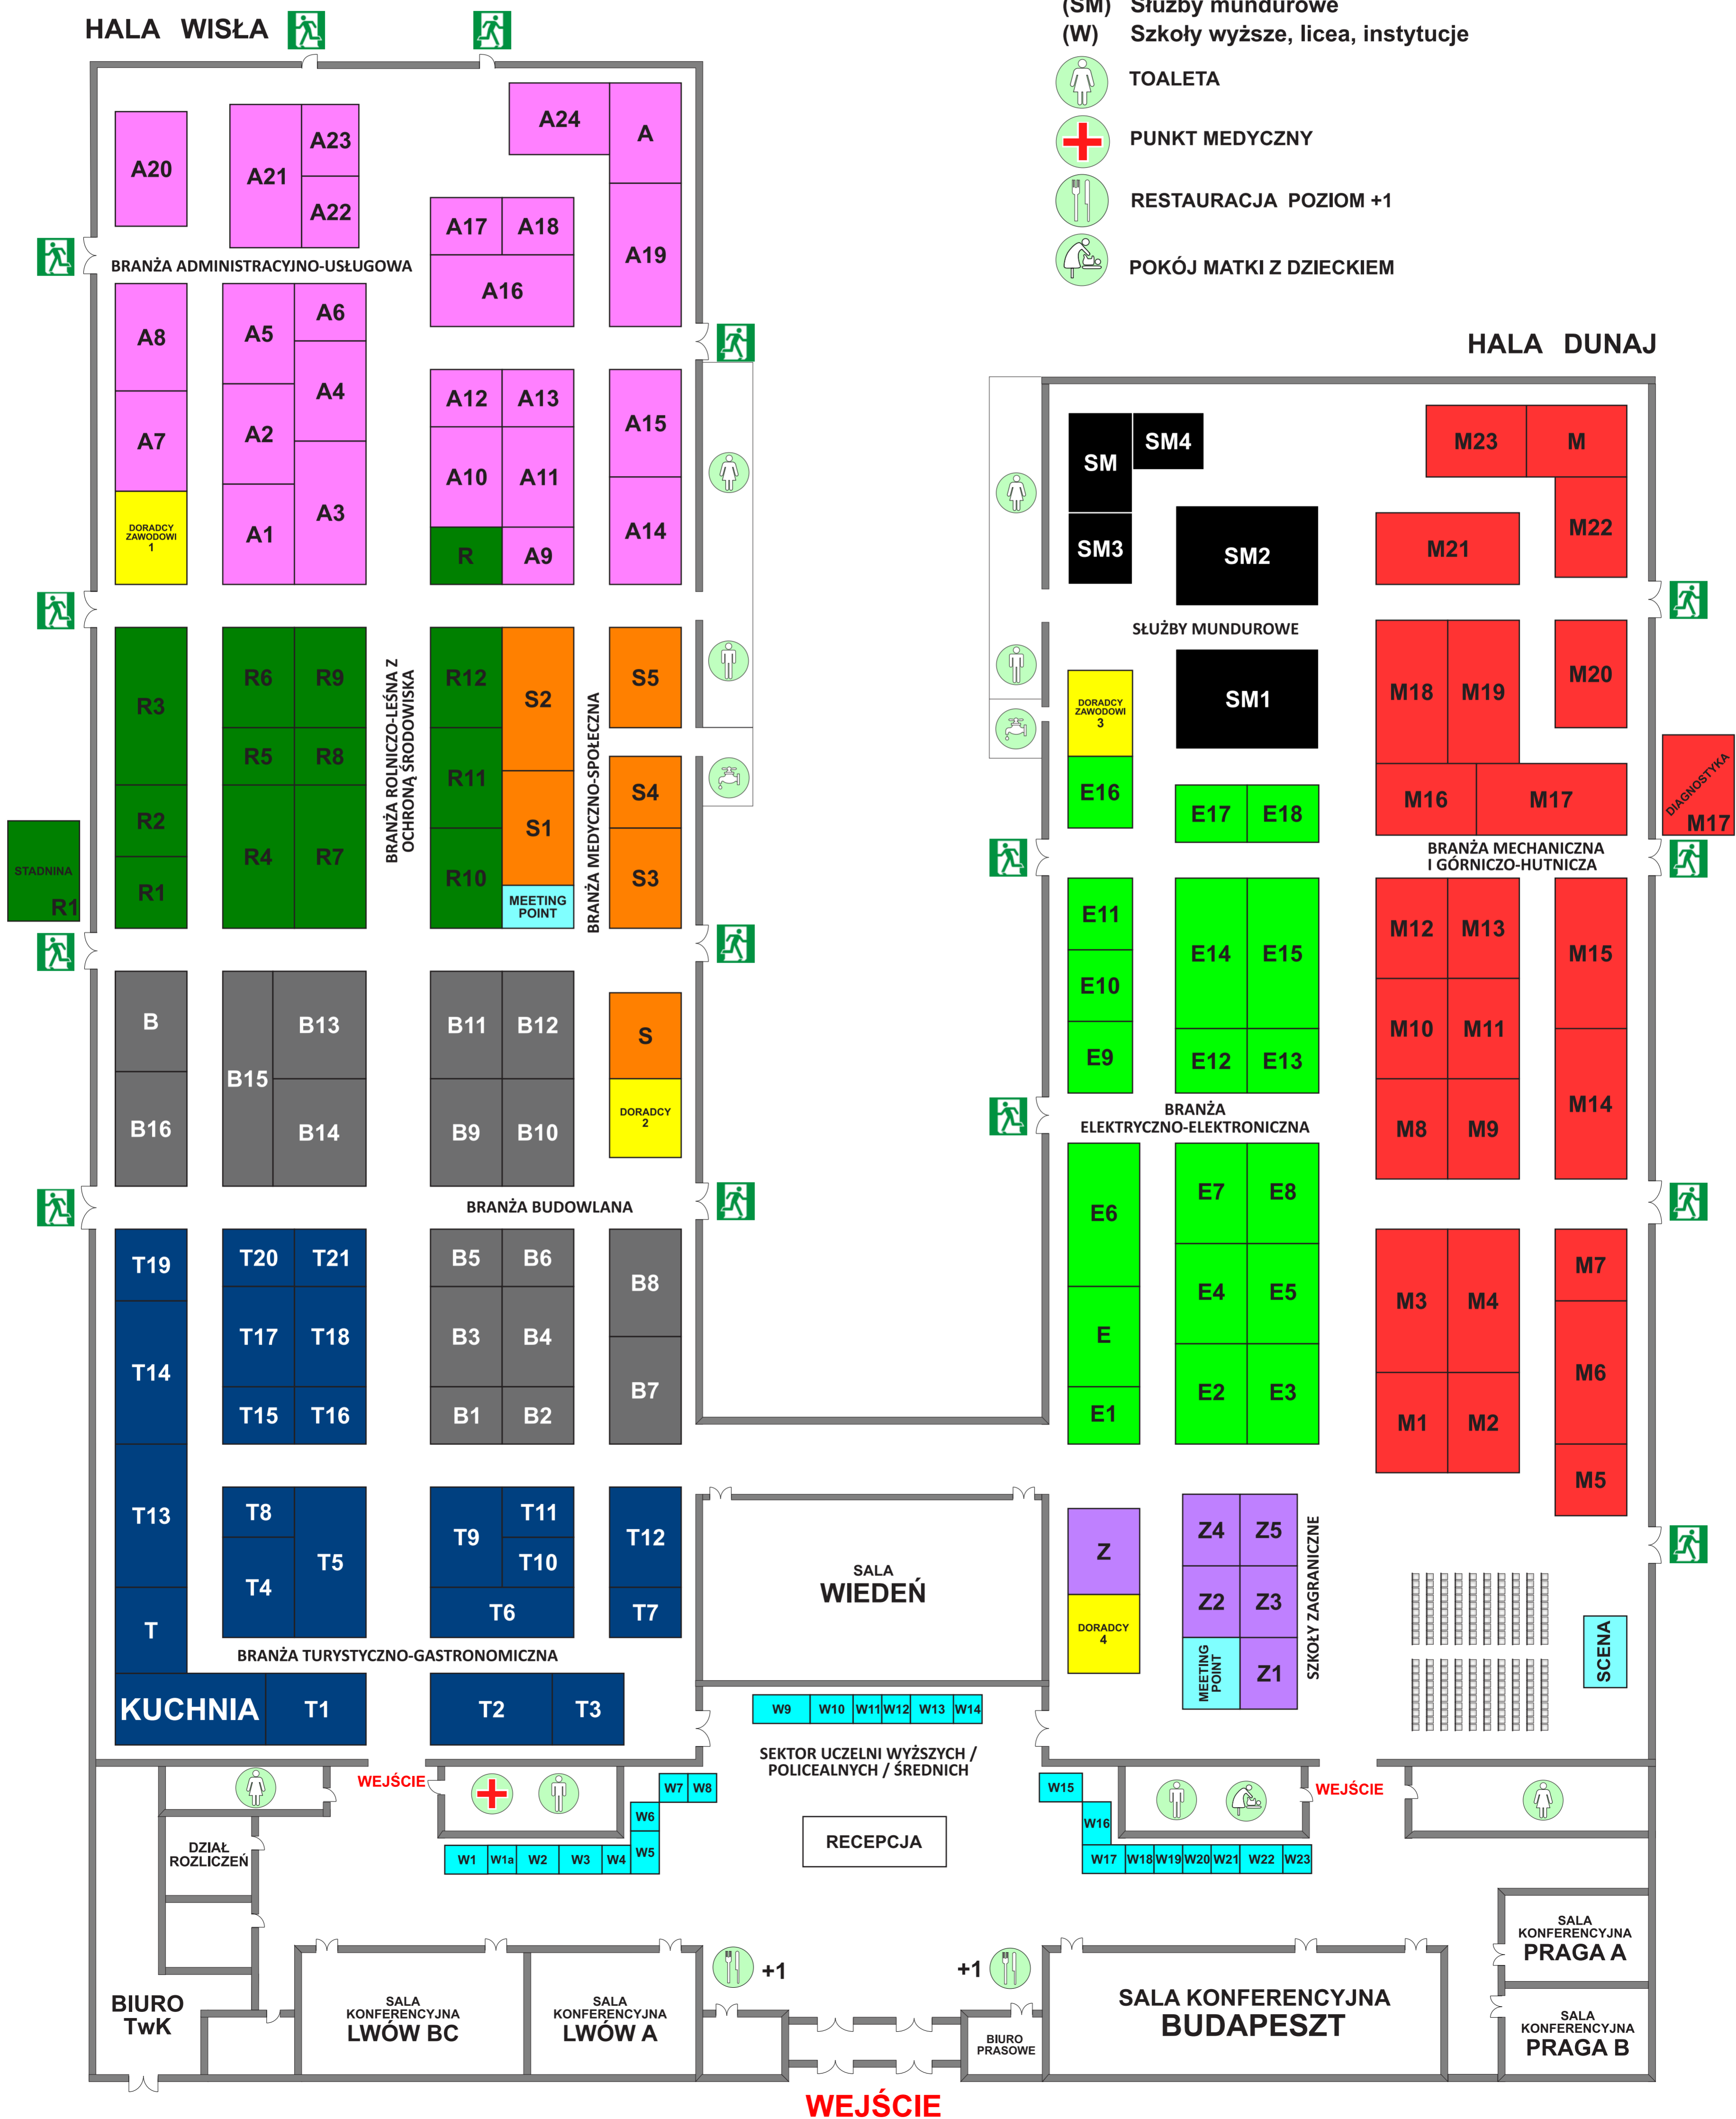 (SM) Służby mundurowe
(W) Szkoły wyższe, licea, instytucje
TOALETA
PUNKT MEDYCZNY
RESTAURACJA POZIOM +1
POKÓJ MATKI Z DZIECKIEM
HALA WISŁA
A24
A
A23
A20
A21
A22
A17
A18
A19
BRANŻA ADMINISTRACYJNO-USŁUGOWA
A16
A6
A5
A8
A4
A12
A13
A15
A7
A2
A10
A11
A3
A1
DORADCY
ZAWODOWI
1
R
A9
A14
R3
R6
R9
BRANŻA ROLNICZO-LEŚNA Z
OCHRONĄ ŚRODOWISKA
R12
S2
BRANŻA MEDYCZNO-SPOŁECZNA
S5
R5
R8
R11
S4
R2
R4
R7
S1
STADNINA
R1
R1
R10
S3
MEETING
POINT
B
B13
B11
B12
S
B15
B16
B14
B9
B10
DORADCY
2
BRANŻA BUDOWLANA
T19
T20
T21
B5
B6
B8
T17
T18
B3
B4
T14
B7
T15
T16
B1
B2
T13
T8
T11
T9
T12
T5
T10
T4
T
T6
T7
BRANŻA TURYSTYCZNO-GASTRONOMICZNA
KUCHNIA
T1
T2
T3
HALA DUNAJ
SM
SM4
M23
M
SM3
SM2
M21
M22
SŁUŻBY MUNDUROWE
DORADCY
ZAWODOWI
3
SM1
M18
M19
M20
E16
E17
E18
M16
M17
DIAGNOSTYKA
M17
BRANŻA MECHANICZNA
I GÓRNICZO-HUTNICZA
E11
E14
E15
M12
M13
M15
E10
M10
M11
E9
E12
E13
M14
BRANŻA
ELEKTRYCZNO-ELEKTRONICZNA
M8
M9
E6
E7
E8
M7
E4
E5
M3
M4
E
M6
E2
E3
E1
M1
M2
M5
SALA
WIEDEŃ
Z
Z4
Z5
SZKOŁY ZAGRANICZNE
Z2
Z3
DORADCY
4
MEETING
POINT
Z1
SCENA
W9
W10
W11
W12
W13
W14
SEKTOR UCZELNI WYŻSZYCH /
POLICEALNYCH / ŚREDNICH
WEJŚCIE
W7
W8
W6
W5
W1
W1a
W2
W3
W4
RECEPCJA
W15
W16
W17
W18
W19
W20
W21
W22
W23
WEJŚCIE
DZIAŁ
ROZLICZEŃ
BIURO
TwK
SALA
KONFERENCYJNA
LWÓW BC
SALA
KONFERENCYJNA
LWÓW A
+1
+1
BIURO
PRASOWE
SALA KONFERENCYJNA
BUDAPESZT
SALA
KONFERENCYJNA
PRAGA A
SALA
KONFERENCYJNA
PRAGA B
WEJŚCIE